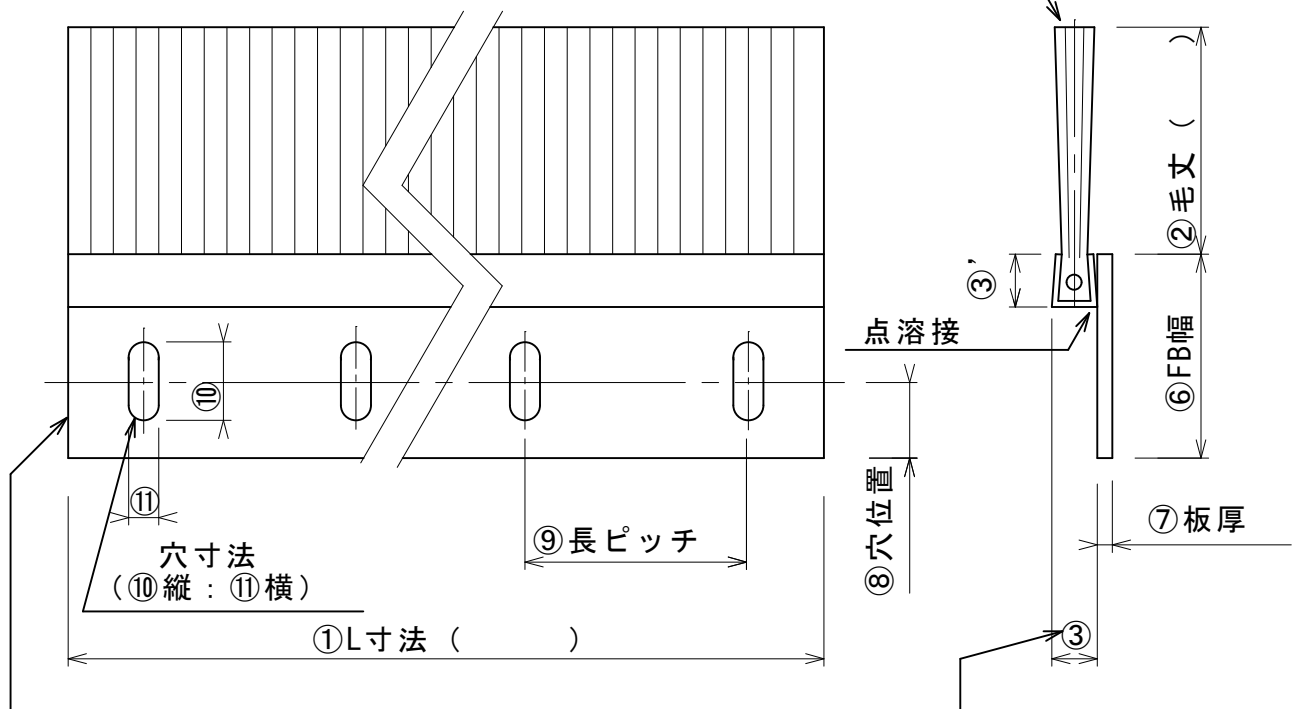 ②毛丈（　　）
③’
点溶接
⑥FB幅
⑩
⑪
⑧穴位置
⑦板厚
⑨長ピッチ
穴寸法
（⑩縦：⑪横）
①L寸法（　　　）
③